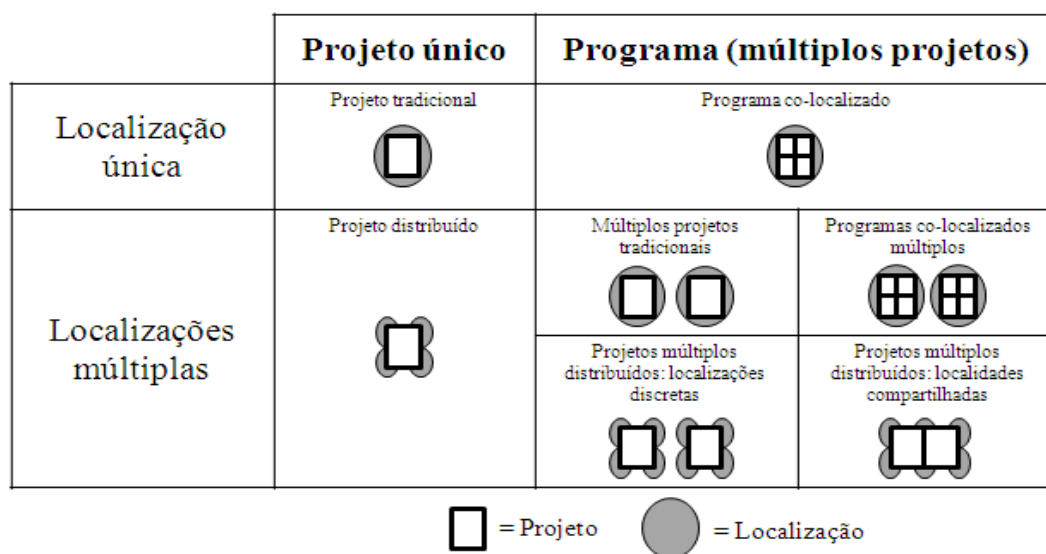 Projeto único
Programa (múltiplos projetos)
Localização
única
Projeto tradicional
Programa co-localizado
Localizações
múltiplas
Projeto distribuído
Múltiplos projetos
tradicionais
Programas co-localizados
múltiplos
Projetos múltiplos
distribuídos: localizações
discretas
Projetos múltiplos
distribuídos: localidades
compartilhadas
= Projeto
= Localização